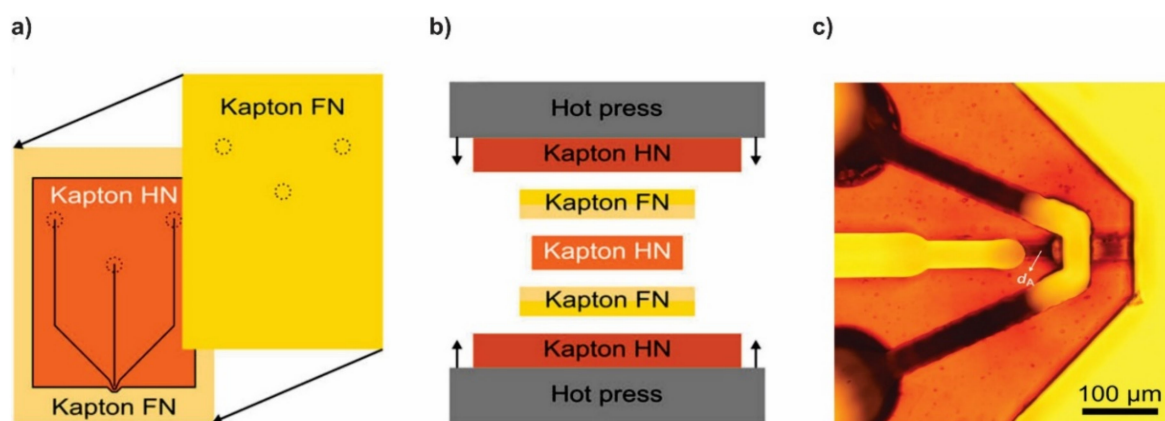 a)
Kapton FN
Kapton HN
Kapton FN
b)
Hot press
Kapton HN
Kapton FN
Kapton HN
Kapton FN
Kapton HN
Hot press
c)
dA
100 µm